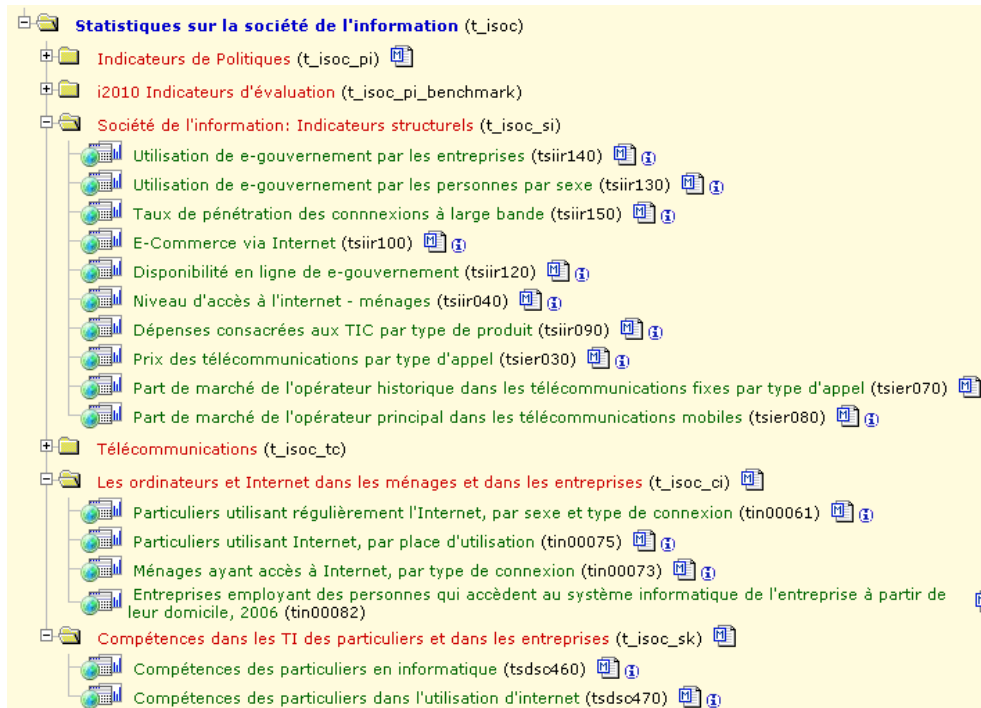 Statistiques sur la société de l'information (t_isoc)
Indicateurs de Politiques (t_isoc_pi)
i2010 Indicateurs d'évaluation (t_isoc_pi_benchmark)
Société de l'information: Indicateurs structurels (t_isoc_si)
Utilisation de e-gouvernement par les entreprises (tsiir140)
Utilisation de e-gouvernement par les personnes par sexe (tsiir130)
Taux de pénétration des connnexions à large bande (tsiir150)
E-Commerce via Internet (tsiir100)
Disponibilité en ligne de e-gouvernement (tsiir120)
Niveau d'accès à l'internet - ménages (tsiir040)
Dépenses consacrées aux TIC par type de produit (tsiir090)
Prix des télécommunications par type d'appel (tsier030)
Part de marché de l'opérateur historique dans les télécommunications fixes par type d'appel (tsier070)
Part de marché de l'opérateur principal dans les télécommunications mobiles (tsier080)
Télécommunications (t_isoc_tc)
Les ordinateurs et Internet dans les ménages et dans les entreprises (t_isoc_ci)
Particuliers utilisant régulièrement l'Internet, par sexe et type de connexion (tin00061)
Particuliers utilisant Internet, par place d'utilisation (tin00075)
Ménages ayant accès à Internet, par type de connexion (tin00073)
Entreprises employant des personnes qui accèdent au système informatique de l'entreprise à partir de
leur domicile, 2006 (tin00082)
Compétences dans les TI des particuliers et dans les entreprises (t_isoc_sk)
Compétences des particuliers en informatique (tsdsc460)
Compétences des particuliers dans l'utilisation d'internet (tsdsc470)